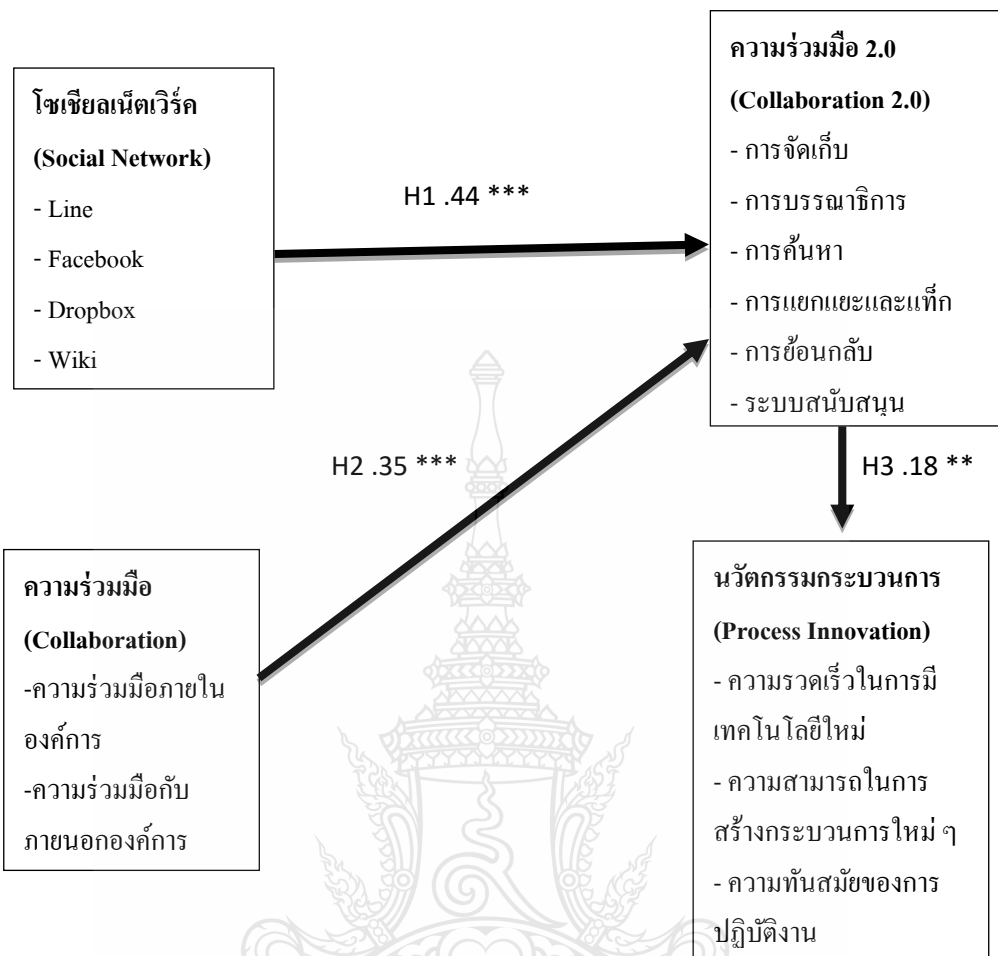 โซเชียลเน็ตเวิร์ค
(Social Network)
- Line
- Facebook
- Dropbox
- Wiki
H1 .44 ***
ความร่วมมือ 2.0
(Collaboration 2.0)
- การจัดเก็บ
- การบรรณาธิการ
- การค้นหา
- การแยกแยะและแท็ก
- การย้อนกลับ
- ระบบสนับสนุน
H2 .35 ***
H3 .18 **
ความร่วมมือ
(Collaboration)
-ความร่วมมือภายใน
องค์การ
-ความร่วมมือกับ
ภายนอกองค์การ
นวัตกรรมกระบวนการ
(Process Innovation)
- ความรวดเร็วในการมี
เทคโนโลยีใหม่
- ความสามารถในการ
สร้างกระบวนการใหม่ ๆ
- ความทันสมัยของการ
ปฏิบัติงาน